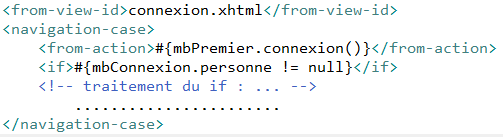 <from-view-id>connexion.xhtml</from-view-id>
<navigation-case>
<from-action>#{mbPremier.connexion()}</from-action>
<if>#{mbConnexion.personne != null}</if>
<!-- traitement du if : ... -->
.......................
</navigation-case>